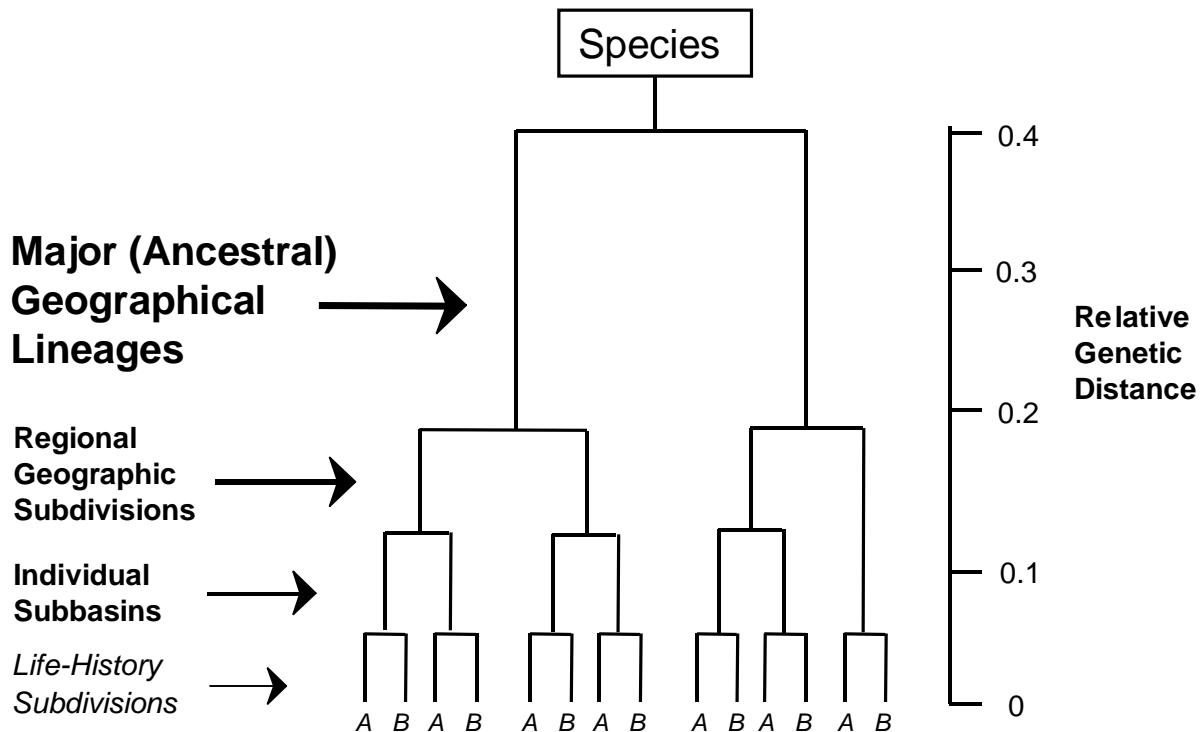 Species
0.4
Major (Ancestral)
Geographical
Lineages
0.3
Relative
Genetic
Distance
0.2
Regional
Geographic
Subdivisions
Individual
Subbasins
0.1
Life-History
Subdivisions
0
A B A B A B A B A B A B A B